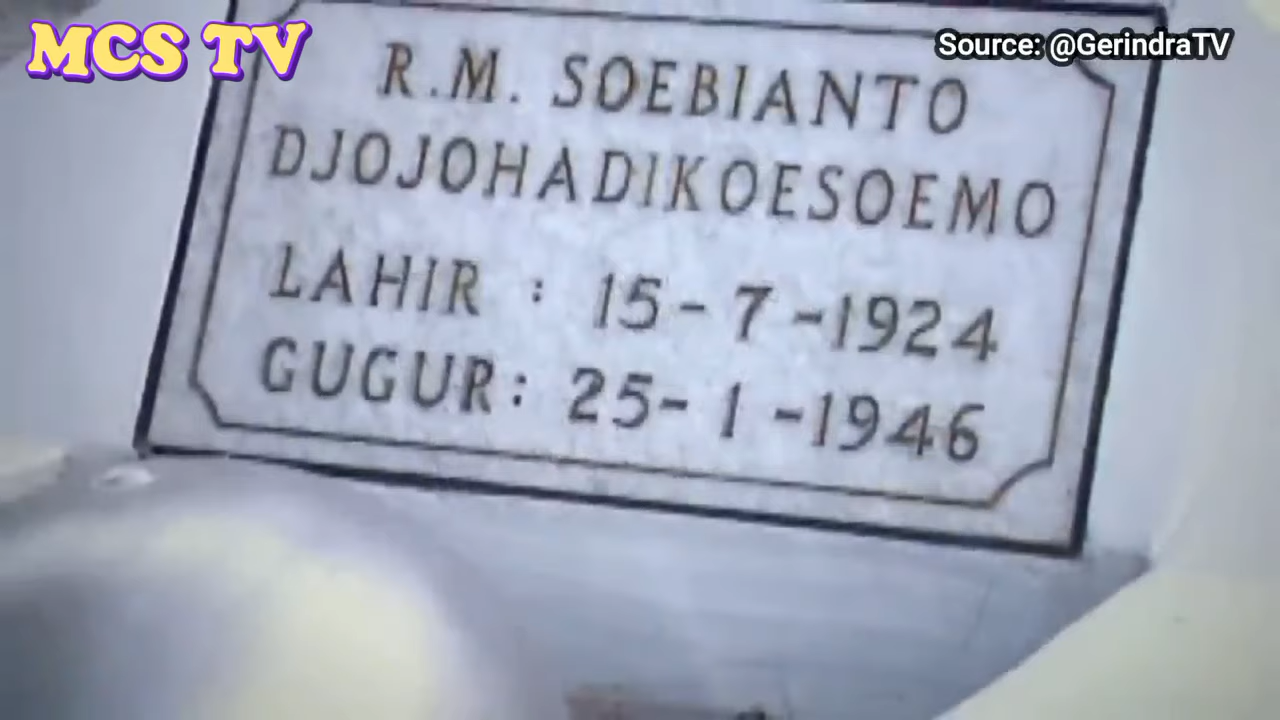 MCS TV
Source: @GerindraTV
R.M. SOEBIANTO
DJOJOHADIKOESOEMO
LAHIR : 15-7-1924
GUGUR: 25-1-1946